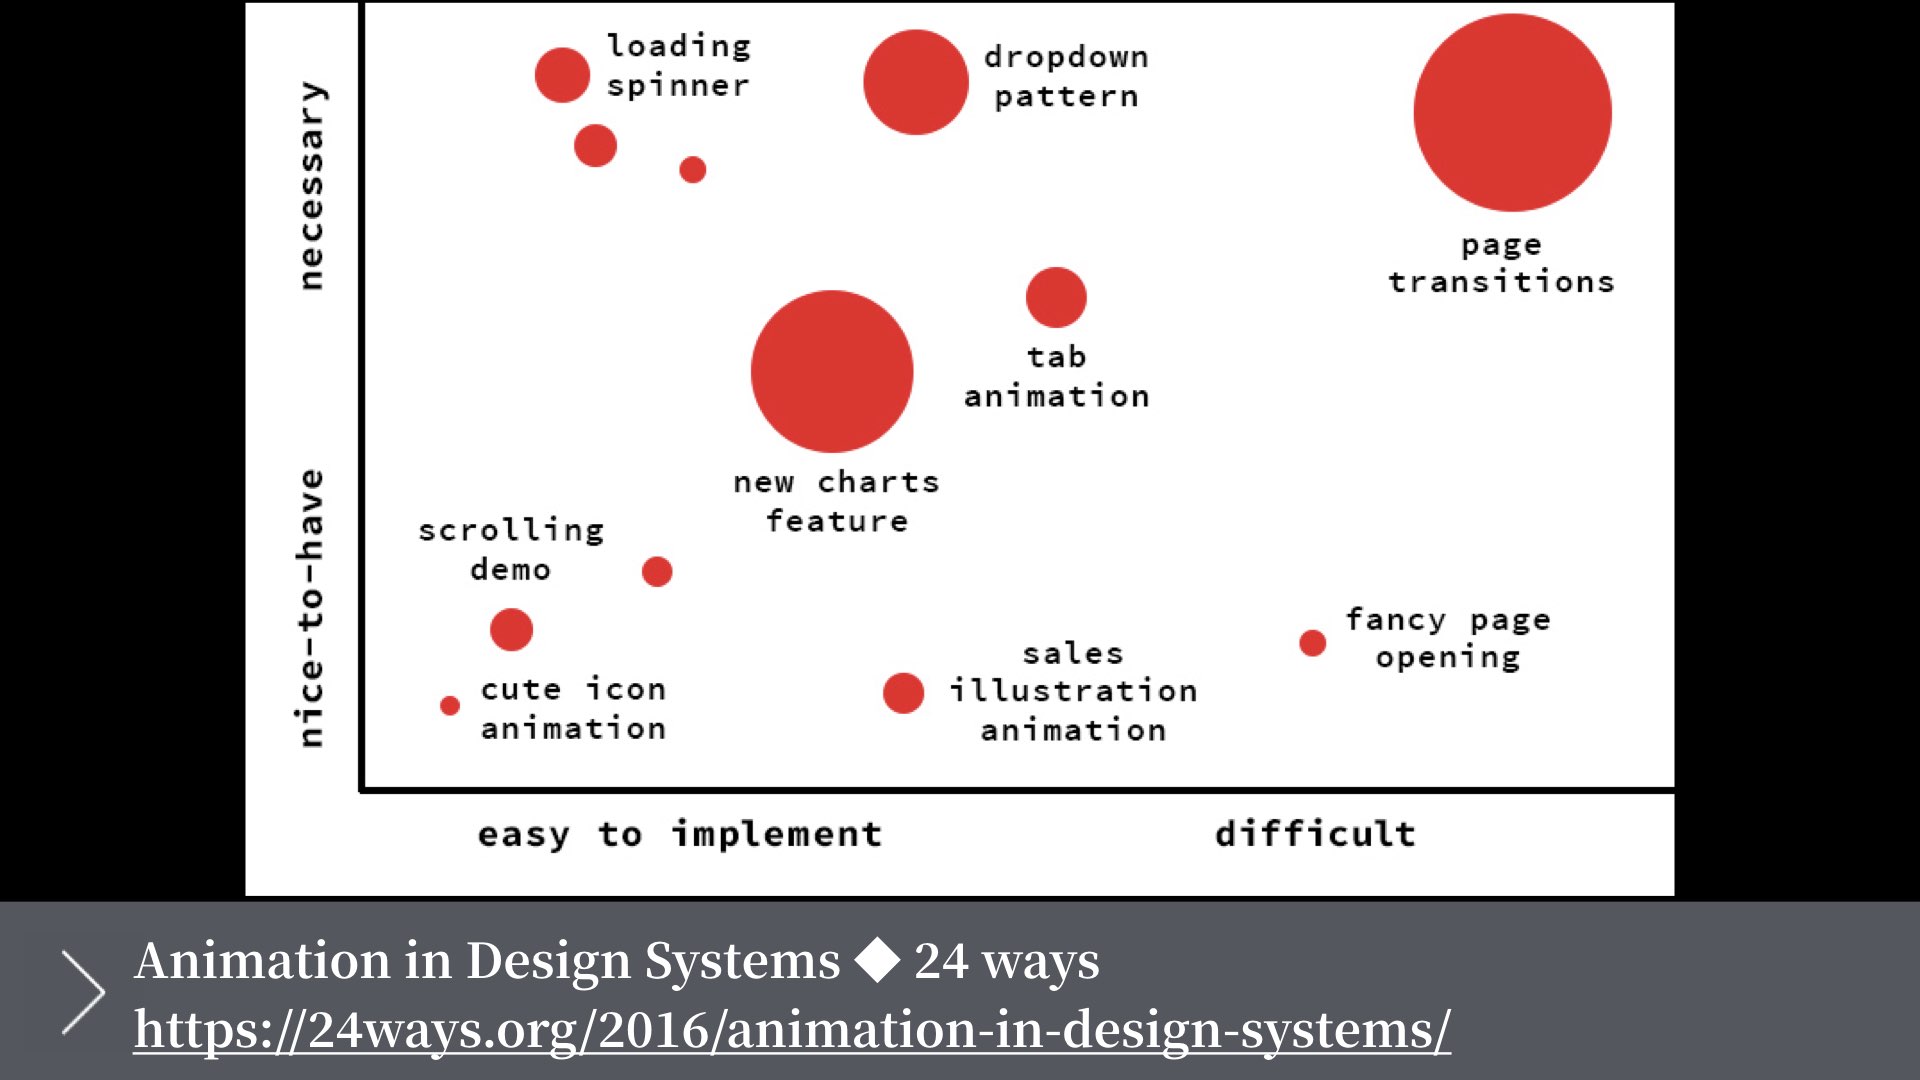 necessary
nice-to-have
loading
spinner
dropdown
pattern
page
transitions
tab
animation
new charts
feature
scrolling
demo
cute icon
animation
sales
illustration
animation
fancy page
opening
easy to implement
difficult
Animation in Design Systems ◆ 24 ways
https://24ways.org/2016/animation-in-design-systems/